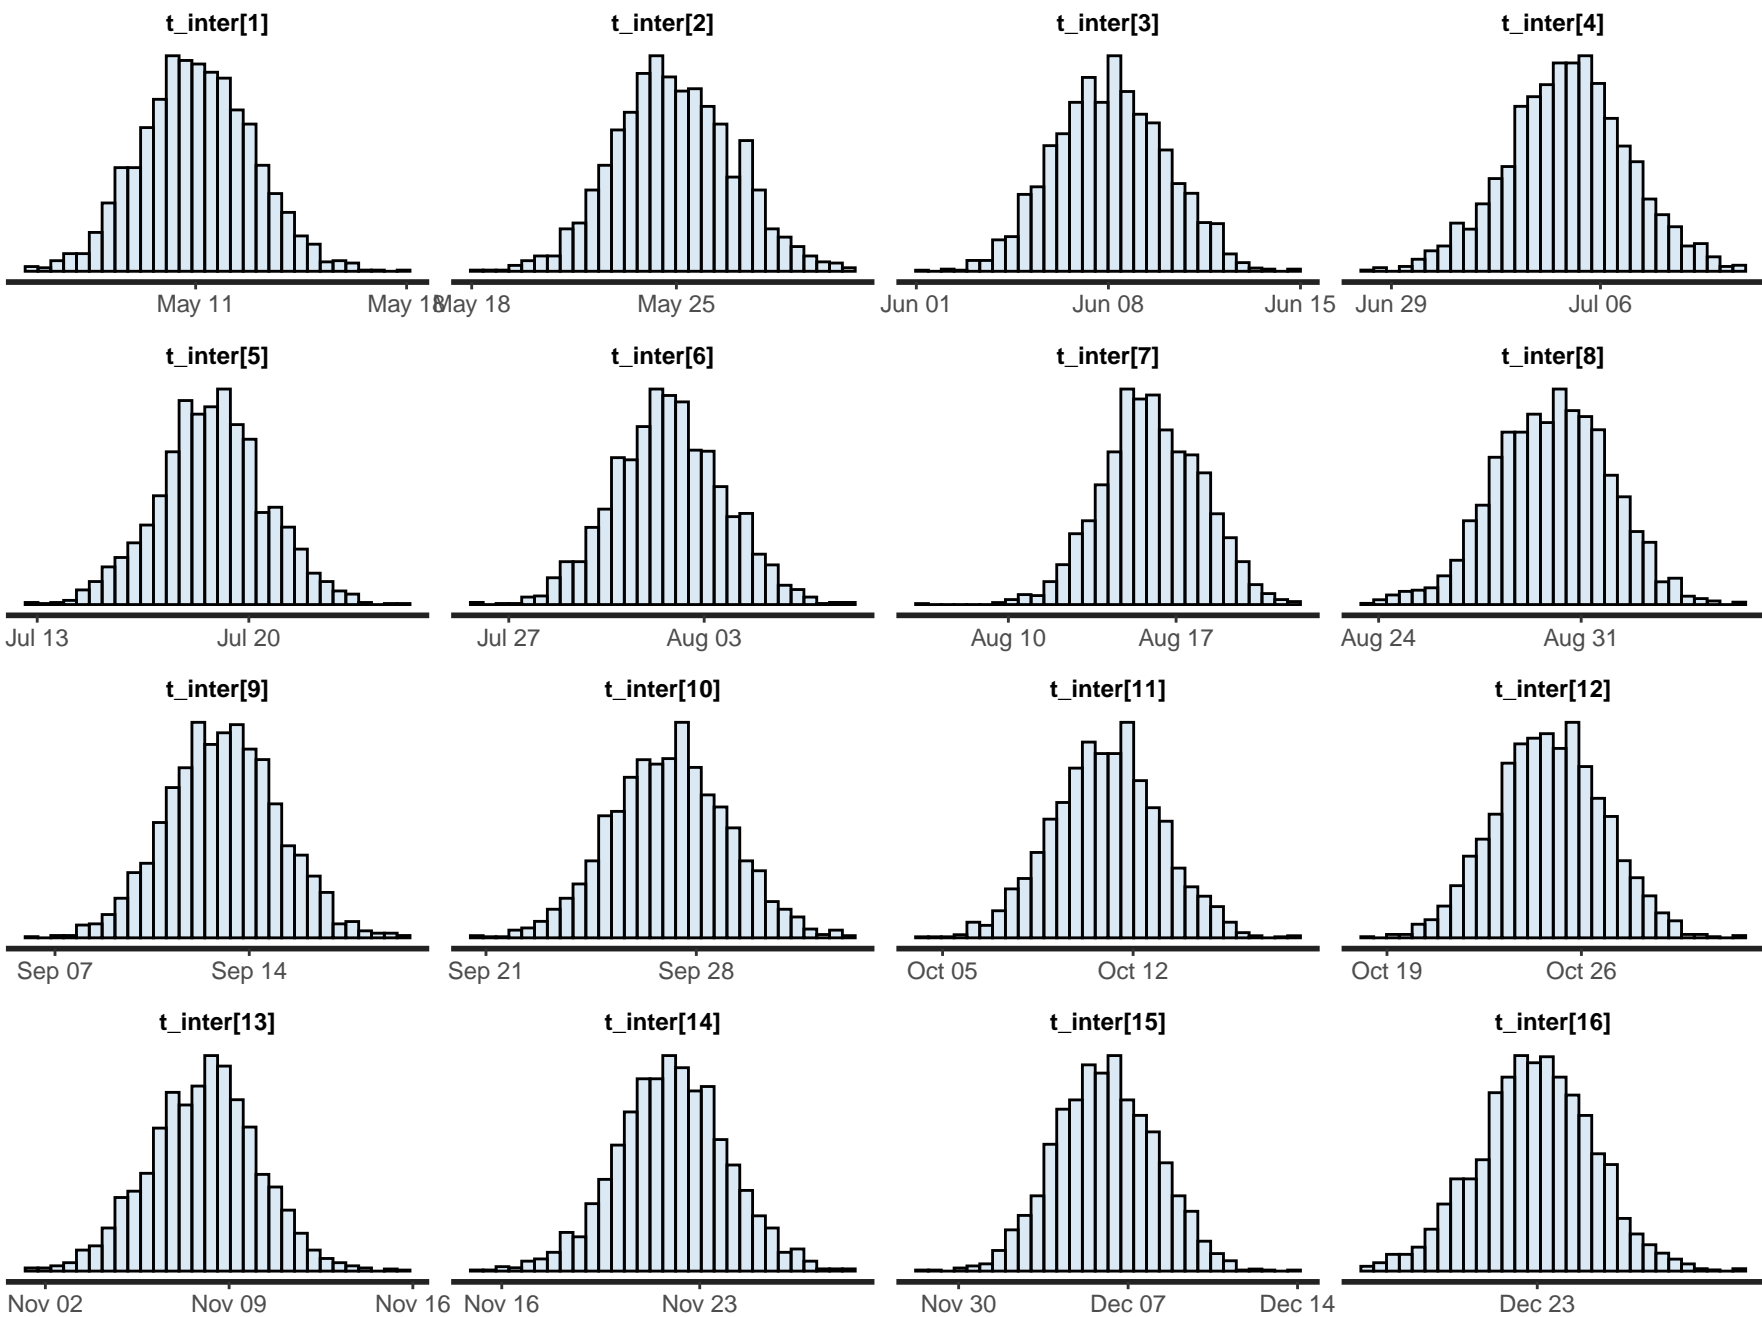 t_inter[1] t_inter[2] t_inter[3] t_inter[4]
May 11 May 18 May 18 May 25 Jun 01 Jun 08 Jun 15 Jun 29 Jul 06
t_inter[5] t_inter[6] t_inter[7] t_inter[8]
Jul 13 Jul 20 Jul 27 Aug 03 Aug 10 Aug 17 Aug 24 Aug 31
t_inter[9] t_inter[10] t_inter[11] t_inter[12]
Sep 07 Sep 14 Sep 21 Sep 28 Oct 05 Oct 12 Oct 19 Oct 26
t_inter[13] t_inter[14] t_inter[15] t_inter[16]
Nov 02 Nov 09 Nov 16 Nov 16 Nov 23 Nov 30 Dec 07 Dec 14 Dec 23